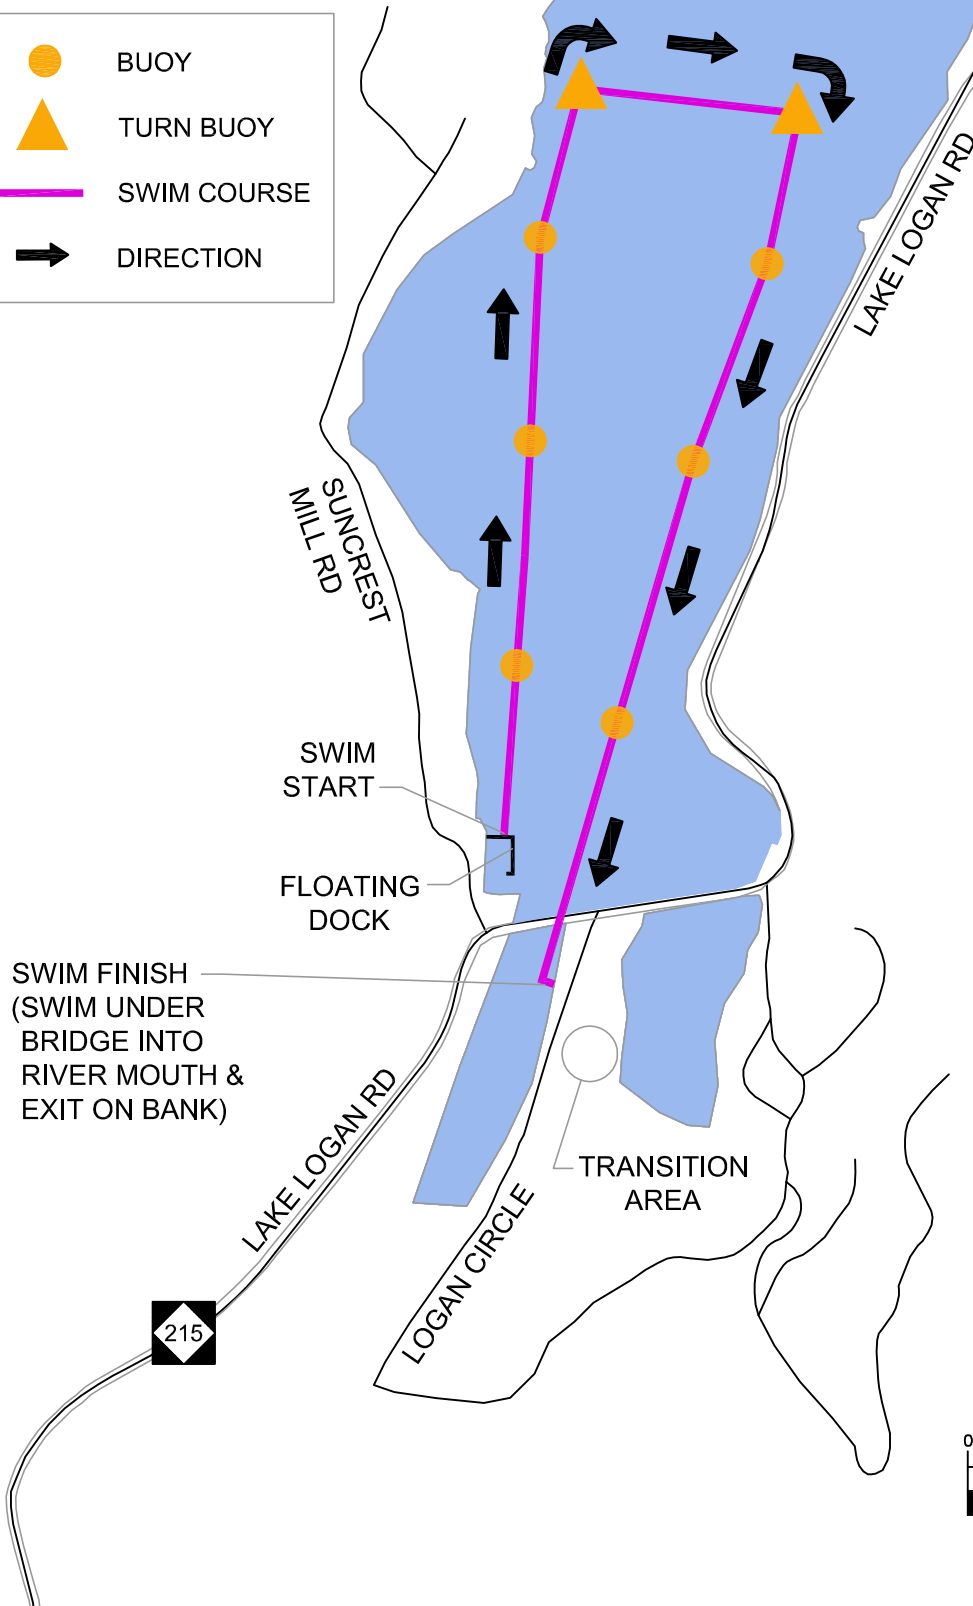 BUOY
TURN BUOY
SWIM COURSE
DIRECTION
LAKE LOGAN RD
SUNCREST
MILL RD
SWIM
START
FLOATING
DOCK
SWIM FINISH
(SWIM UNDER
BRIDGE INTO
RIVER MOUTH &
EXIT ON BANK)
LAKE LOGAN RD
TRANSITION
AREA
LOGAN CIRCLE
215
0